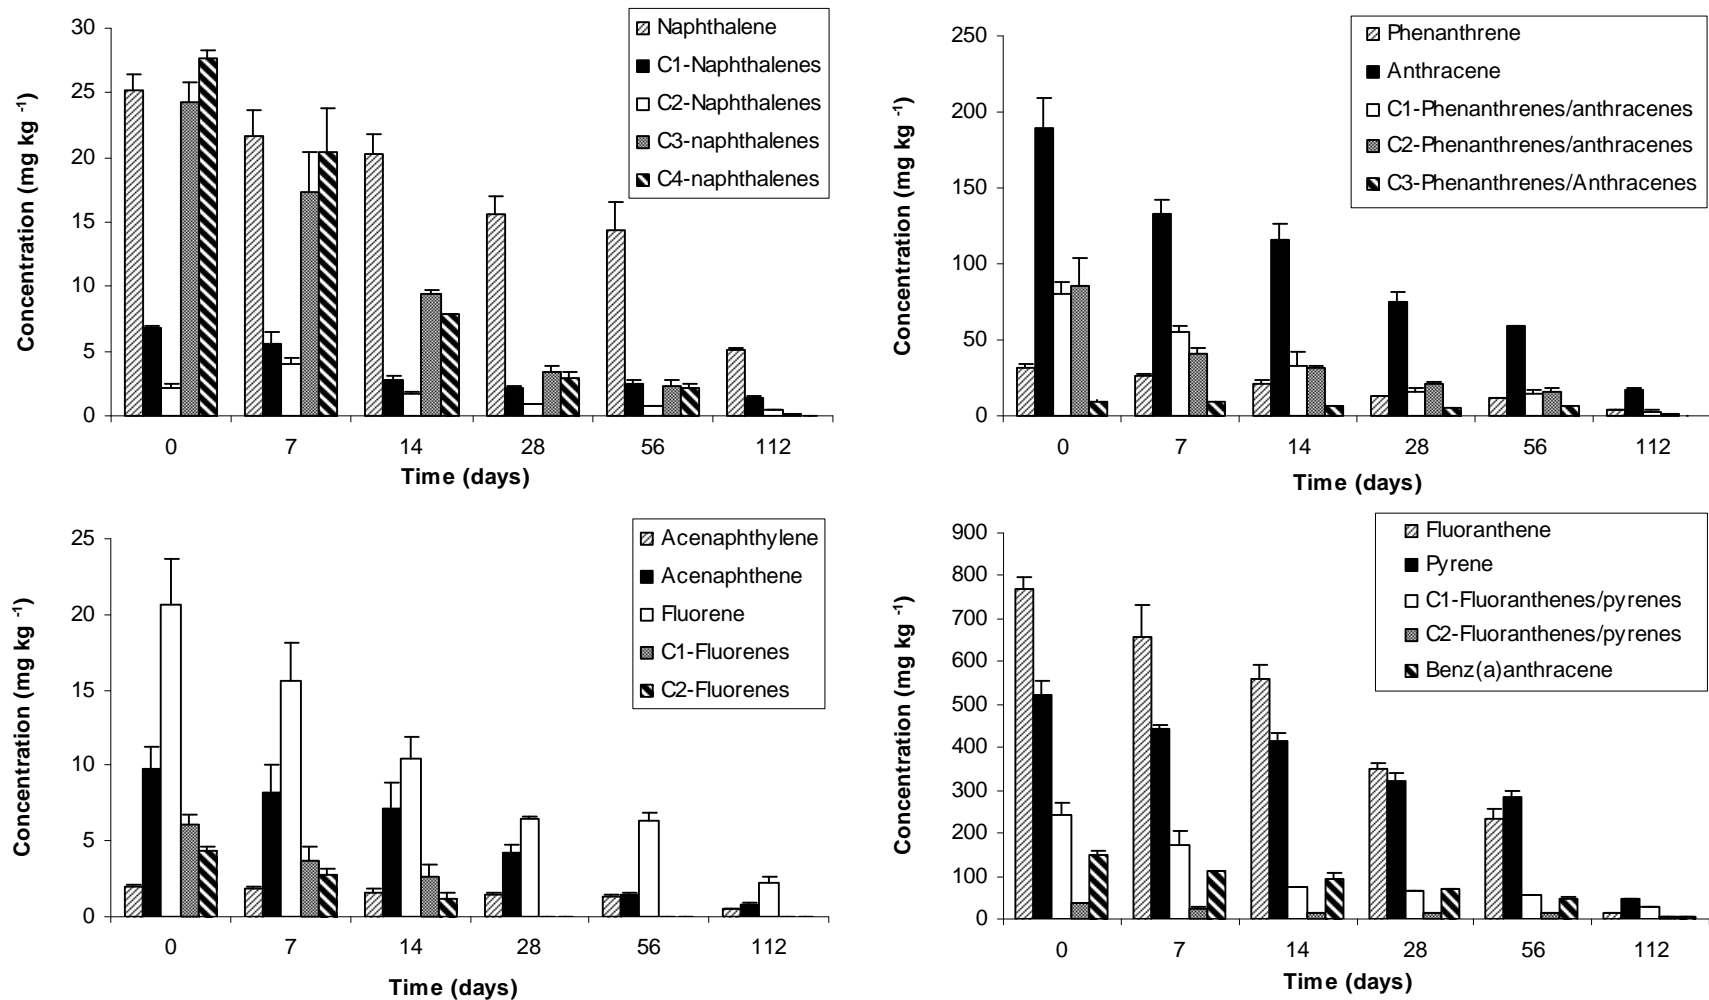 30
25
20
15
10
5
0
Concentration (mg kg -1)
0 7 14 28 56 112
Time (days)
Naphthalene
C1-Naphthalenes
C2-Naphthalenes
C3-naphthalenes
C4-naphthalenes
250
200
150
100
50
0
Concentration (mg kg -1)
0 7 14 28 56 112
Time (days)
Phenanthrene
Anthracene
C1-Phenanthrenes/anthracenes
C2-Phenanthrenes/anthracenes
C3-Phenanthrenes/Anthracenes
25
20
15
10
5
0
Concentration (mg kg -1)
0 7 14 28 56 112
Time (days)
Acenaphthylene
Acenaphthene
Fluorene
C1-Fluorenes
C2-Fluorenes
900
800
700
600
500
400
300
200
100
0
Concentration (mg kg -1)
0 7 14 28 56 112
Time (days)
Fluoranthene
Pyrene
C1-Fluoranthenes/pyrenes
C2-Fluoranthenes/pyrenes
Benz(a)anthracene